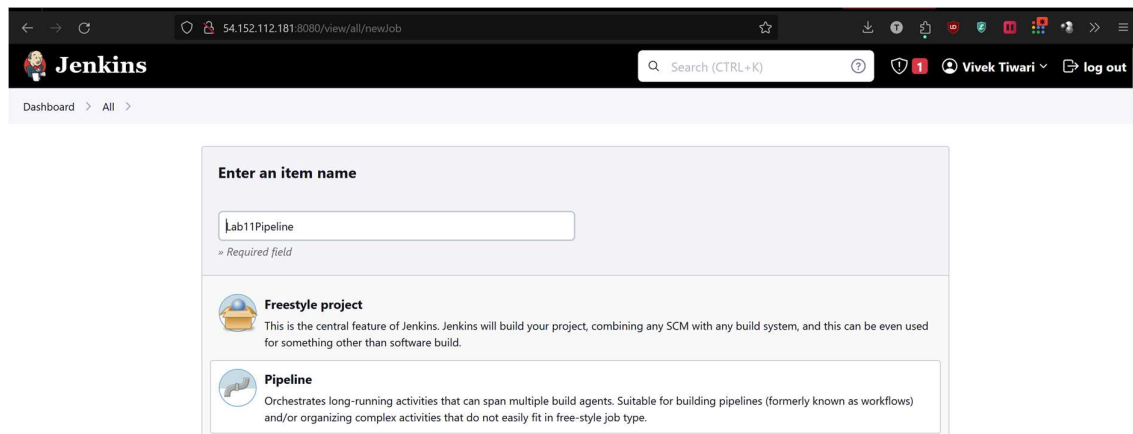 54.152.112.181:8080/view/all/newJob
Jenkins
Search (CTRL+K)
1
Vivek Tiwari
log out
Dashboard > All >
Enter an item name
Lab11Pipeline
» Required field
Freestyle project
This is the central feature of Jenkins. Jenkins will build your project, combining any SCM with any build system, and this can be even used
for something other than software build.
Pipeline
Orchestrates long-running activities that can span multiple build agents. Suitable for building pipelines (formerly known as workflows)
and/or organizing complex activities that do not easily fit in free-style job type.